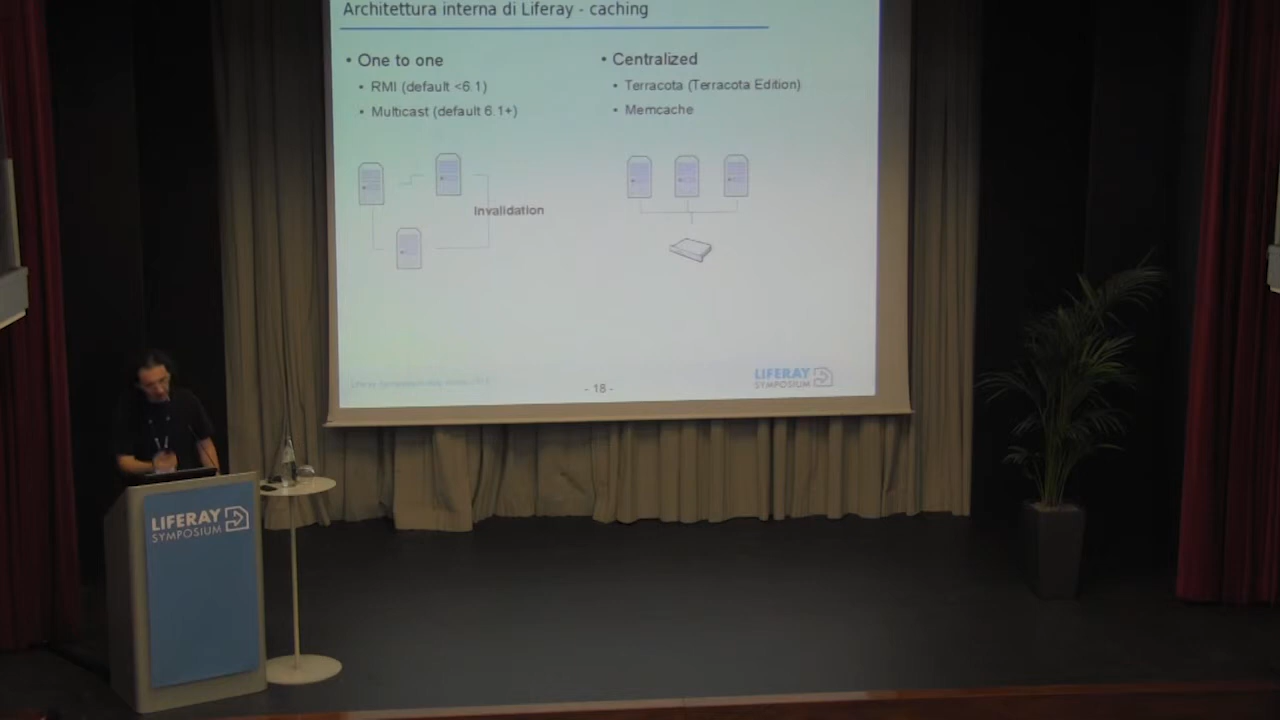 Architettura interna di Liferay - caching
• One to one
• RMI (default <6.1)
• Multicast (default 6.1+)
• Centralized
• Terracota (Terracota Edition)
• Memcache
Invalidation
- 18 -
LIFERAY
SYMPOSIUM
LIFERAY
SYMPOSIUM